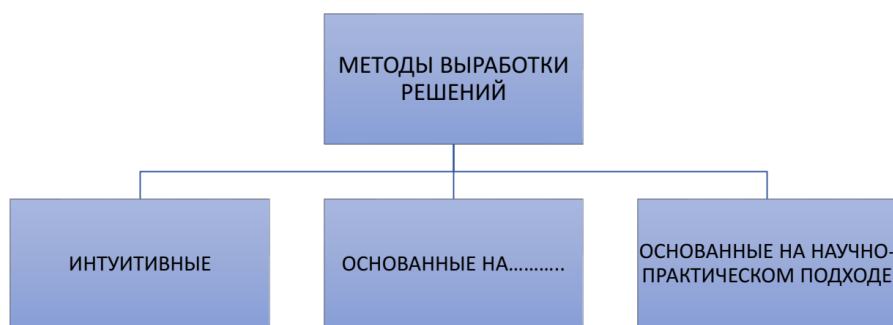 МЕТОДЫ ВЫРАБОТКИ
РЕШЕНИЙ
ИНТУИТИВНЫЕ
ОСНОВАННЫЕ НА………..
ОСНОВАННЫЕ НА НАУЧНО-
ПРАКТИЧЕСКОМ ПОДХОДЕ